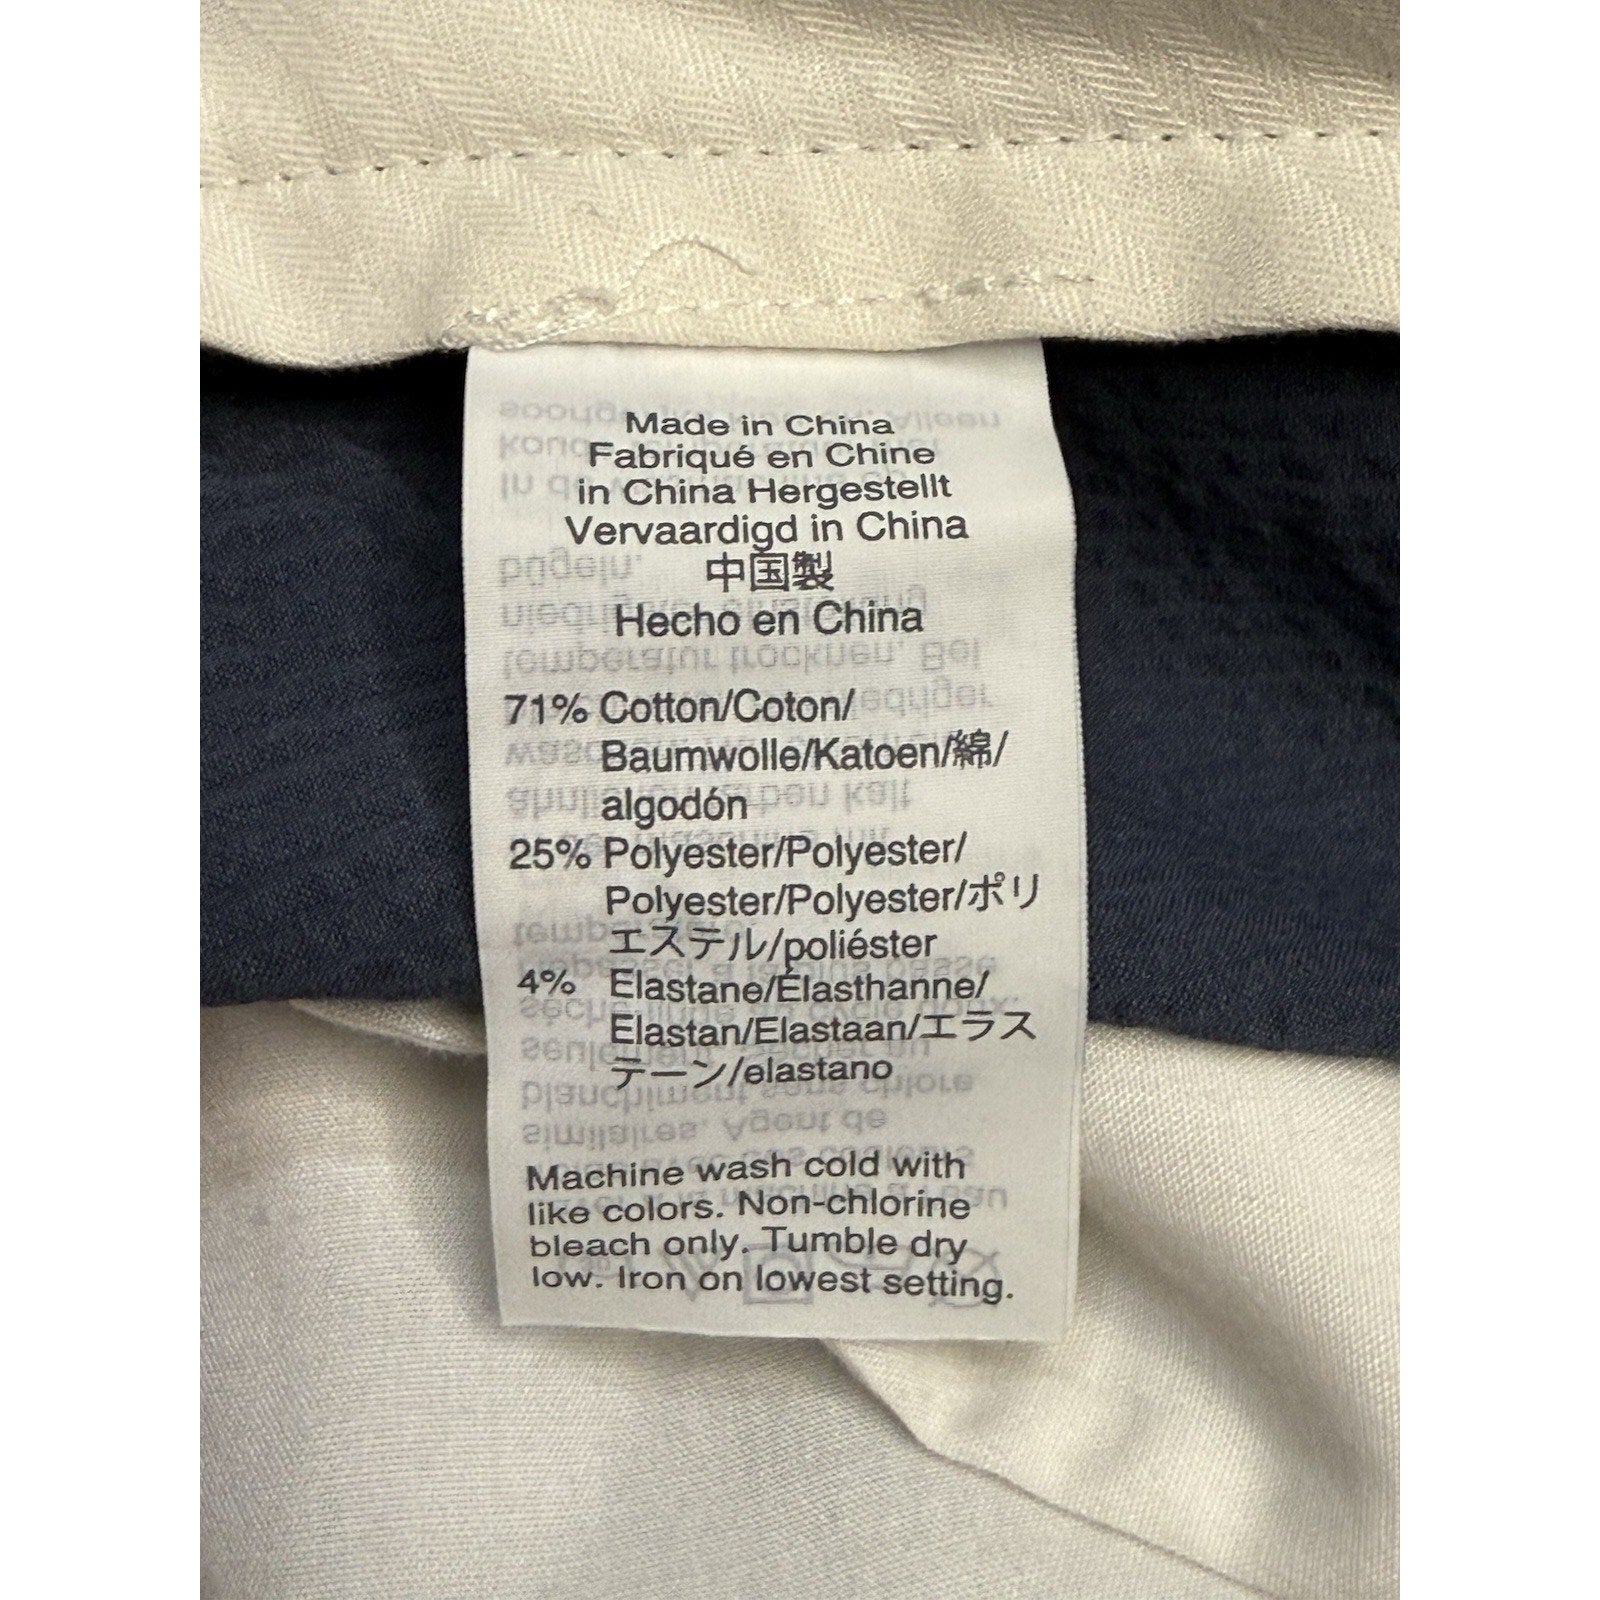 Made in China
Fabriqué en Chine
in China Hergestellt
Vervaardigd in China
中国製
Hecho en China
71% Cotton/Coton/
Baumwolle/Katoen/綿/
algodón
25% Polyester/Polyester/
Polyester/Polyester/ポリ
エステル/poliéster
4% Elastane/Élasthanne/
Elastan/Elastaan/エラス
テーン/elastano
Machine wash cold with
like colors. Non-chlorine
bleach only. Tumble dry
low. Iron on lowest setting.